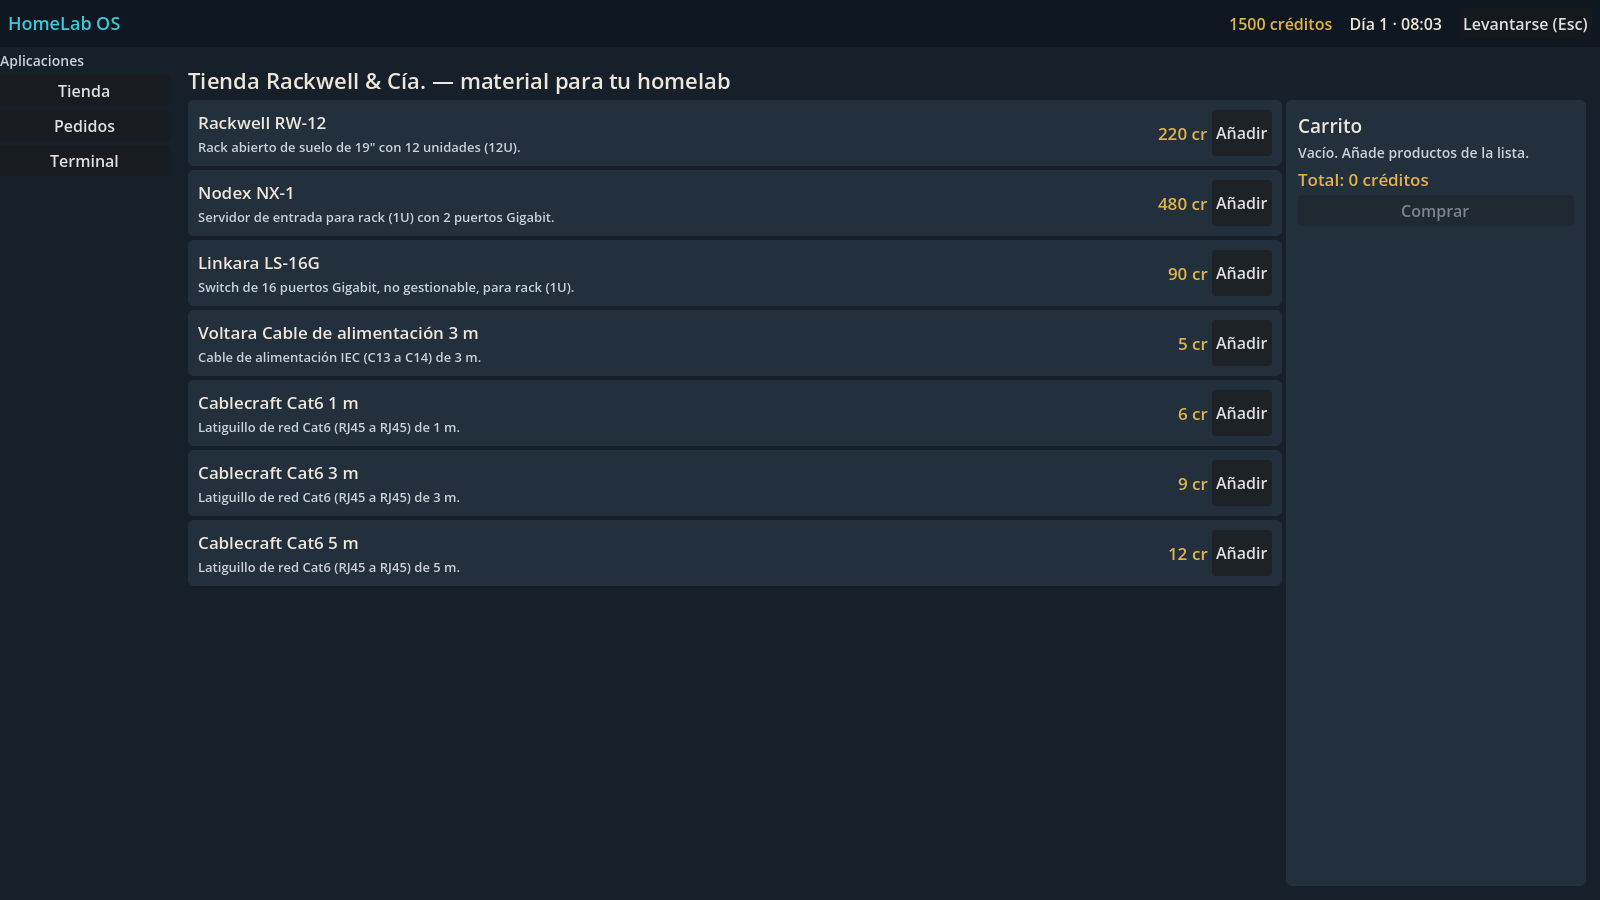 HomeLab OS
1500 créditos
Día 1 · 08:03
Levantarse (Esc)
Aplicaciones
Tienda
Pedidos
Terminal
Tienda Rackwell & Cía. — material para tu homelab
Rackwell RW-12
Rack abierto de suelo de 19" con 12 unidades (12U).
220 cr
Añadir
Nodex NX-1
Servidor de entrada para rack (1U) con 2 puertos Gigabit.
480 cr
Añadir
Linkara LS-16G
Switch de 16 puertos Gigabit, no gestionable, para rack (1U).
90 cr
Añadir
Voltara Cable de alimentación 3 m
Cable de alimentación IEC (C13 a C14) de 3 m.
5 cr
Añadir
Cablecraft Cat6 1 m
Latiguillo de red Cat6 (RJ45 a RJ45) de 1 m.
6 cr
Añadir
Cablecraft Cat6 3 m
Latiguillo de red Cat6 (RJ45 a RJ45) de 3 m.
9 cr
Añadir
Cablecraft Cat6 5 m
Latiguillo de red Cat6 (RJ45 a RJ45) de 5 m.
12 cr
Añadir
Carrito
Vacío. Añade productos de la lista.
Total: 0 créditos
Comprar